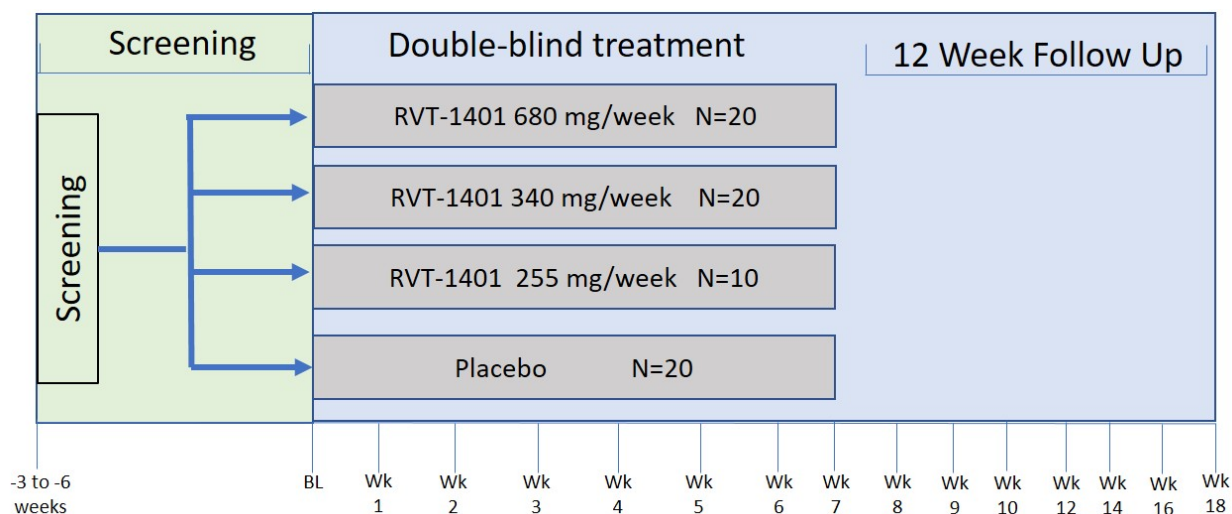 Screening
Double-blind treatment
12 Week Follow Up
Screening
RVT-1401 680 mg/week N=20
RVT-1401 340 mg/week N=20
RVT-1401 255 mg/week N=10
Placebo N=20
-3 to -6
weeks
BL
Wk
1
Wk
2
Wk
3
Wk
4
Wk
5
Wk
6
Wk
7
Wk
8
Wk
9
Wk
10
Wk
12
Wk
14
Wk
16
Wk
18